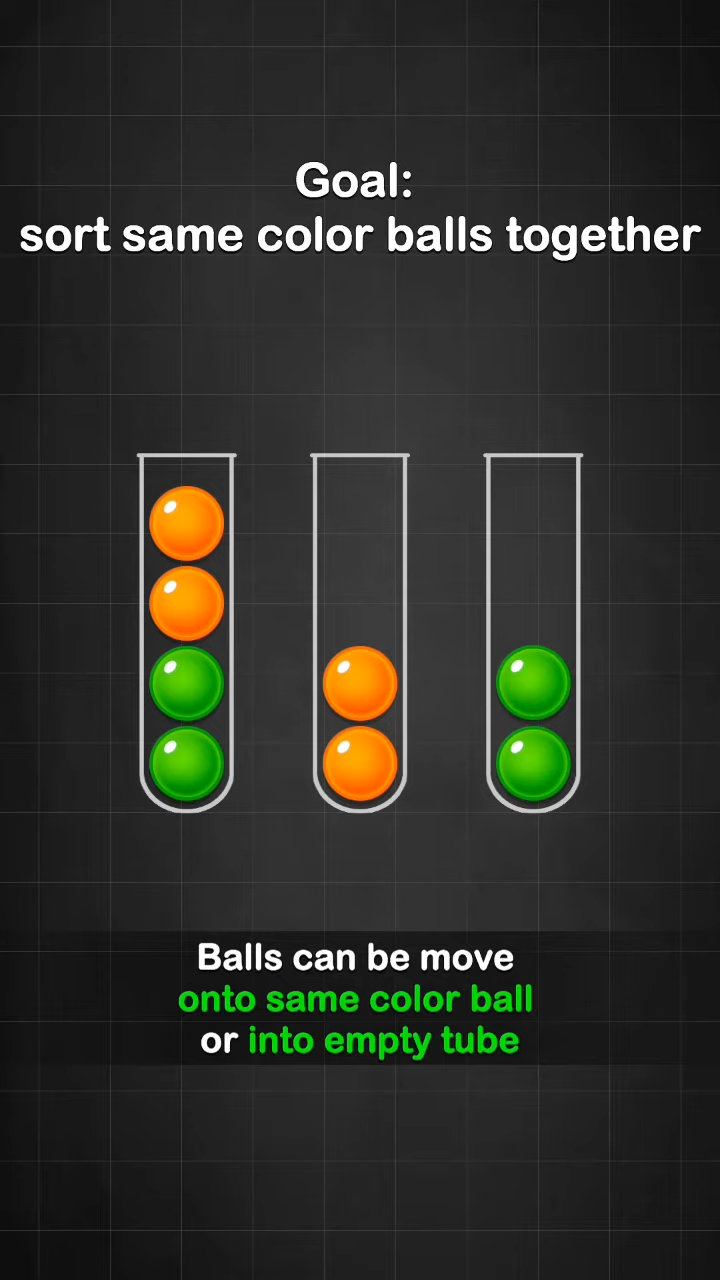 Goal:
sort same color balls together
Balls can be move
onto same color ball
or into empty tube